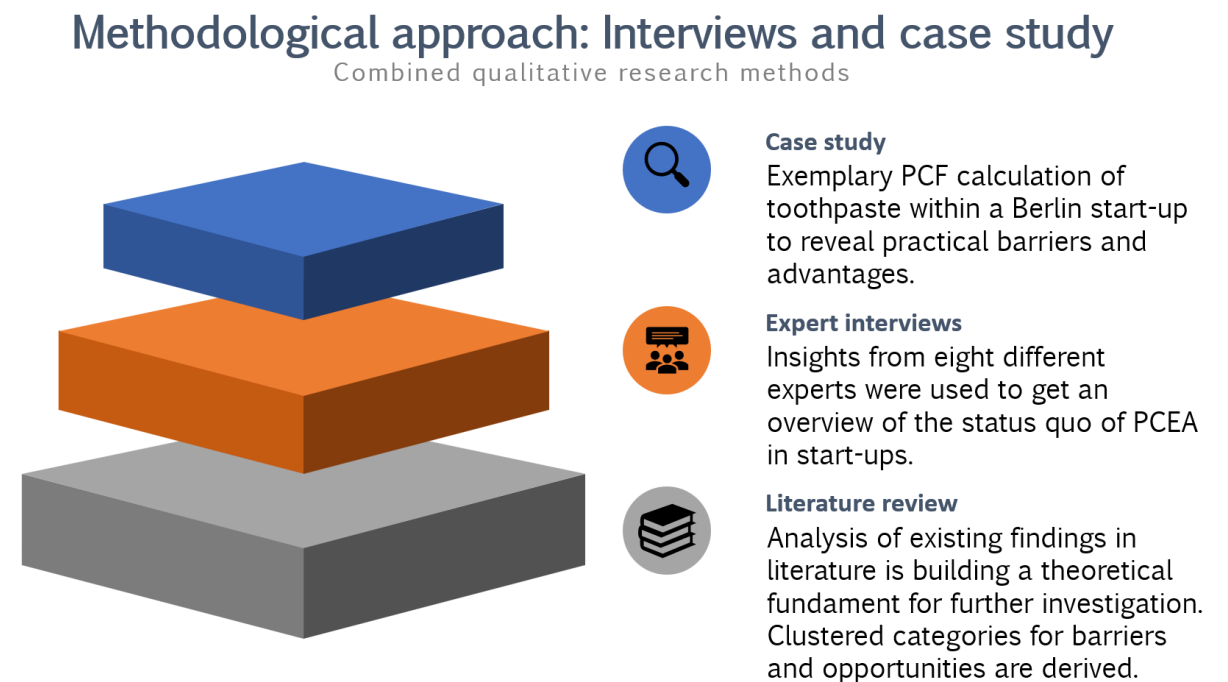 Methodological approach: Interviews and case study
Combined qualitative research methods
Case study
Exemplary PCF calculation of
toothpaste within a Berlin start-up
to reveal practical barriers and
advantages.
Expert interviews
Insights from eight different
experts were used to get an
overview of the status quo of PCEA
in start-ups.
Literature review
Analysis of existing findings in
literature is building a theoretical
fundament for further investigation.
Clustered categories for barriers
and opportunities are derived.